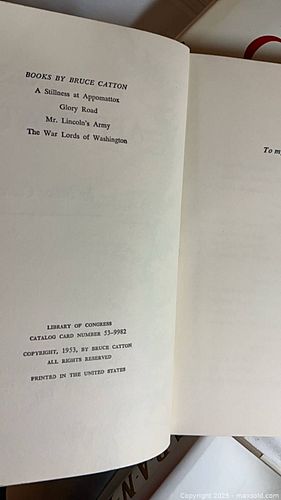 BOOKS BY BRUCE CATTON
A Stillness at Appomattox
Glory Road
Mr. Lincoln's Army
The War Lords of Washington
LIBRARY OF CONGRESS
CATALOG CARD NUMBER 53-9982
COPYRIGHT, 1953, BY BRUCE CATTON
ALL RIGHTS RESERVED
PRINTED IN THE UNITED STATES
To m
Copyright 2025 - maxsold.com